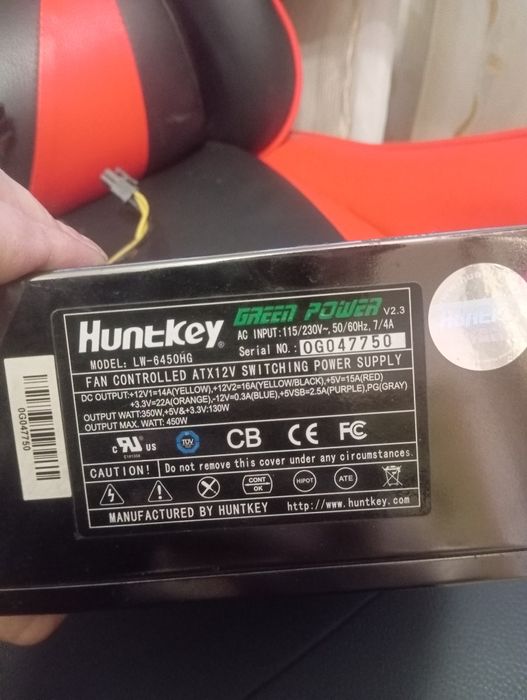 Huntkey®
GREEN POWER V2.3
AC INPUT:115/230V~, 50/60Hz, 7/4A
MODEL: LW-6450HG
Serial NO.: 0G047750
FAN CONTROLLED ATX12V SWITCHING POWER SUPPLY
DC OUTPUT:+12V1=14A(YELLOW),+12V2=16A(YELLOW/BLACK),+5V=15A(RED)
+3.3V=22A(ORANGE),-12V=0.3A(BLUE),+5VSB=2.5A(PURPLE),PG(GRAY)
OUTPUT WATT:350W,+5V&+3.3V:130W
OUTPUT MAX. WATT: 450W
c US
TÜV
CB
CE
FC
CAUTION! Do not remove this cover under any circumstances.
CONT OK
HIPOT
ATE
MANUFACTURED BY HUNTKEY http://www.huntkey.com
0G047750